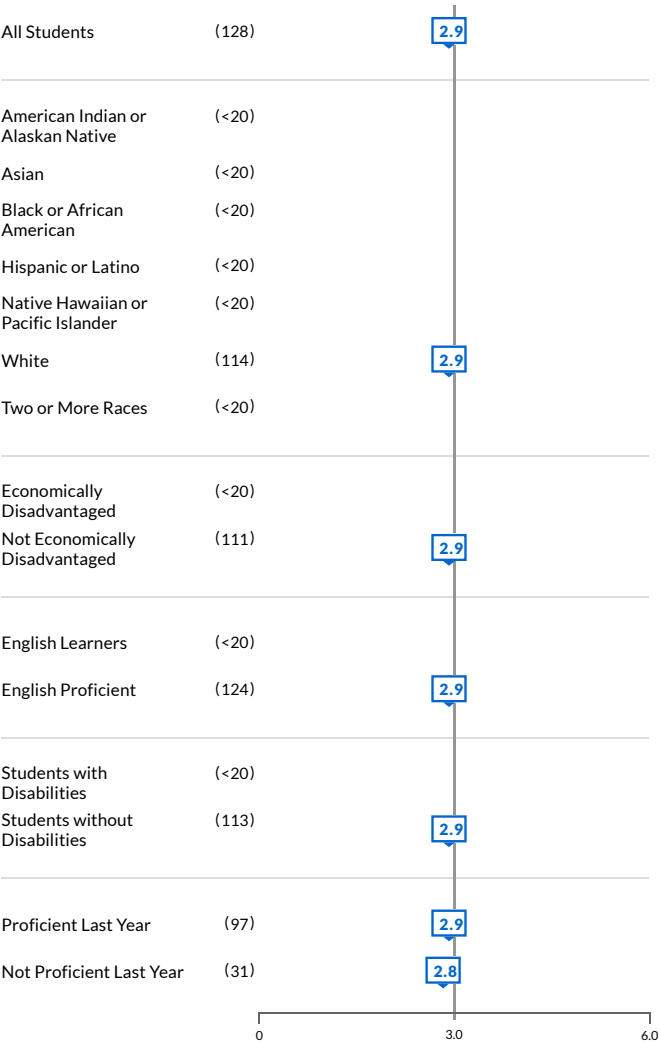 All Students (128) 2.9
American Indian or
Alaskan Native (<20)
Asian (<20)
Black or African
American (<20)
Hispanic or Latino (<20)
Native Hawaiian or
Pacific Islander (<20)
White (114) 2.9
Two or More Races (<20)
Economically
Disadvantaged (<20)
Not Economically
Disadvantaged (111) 2.9
English Learners (<20)
English Proficient (124) 2.9
Students with
Disabilities (<20)
Students without
Disabilities (113) 2.9
Proficient Last Year (97) 2.9
Not Proficient Last Year (31) 2.8
0 3.0 6.0